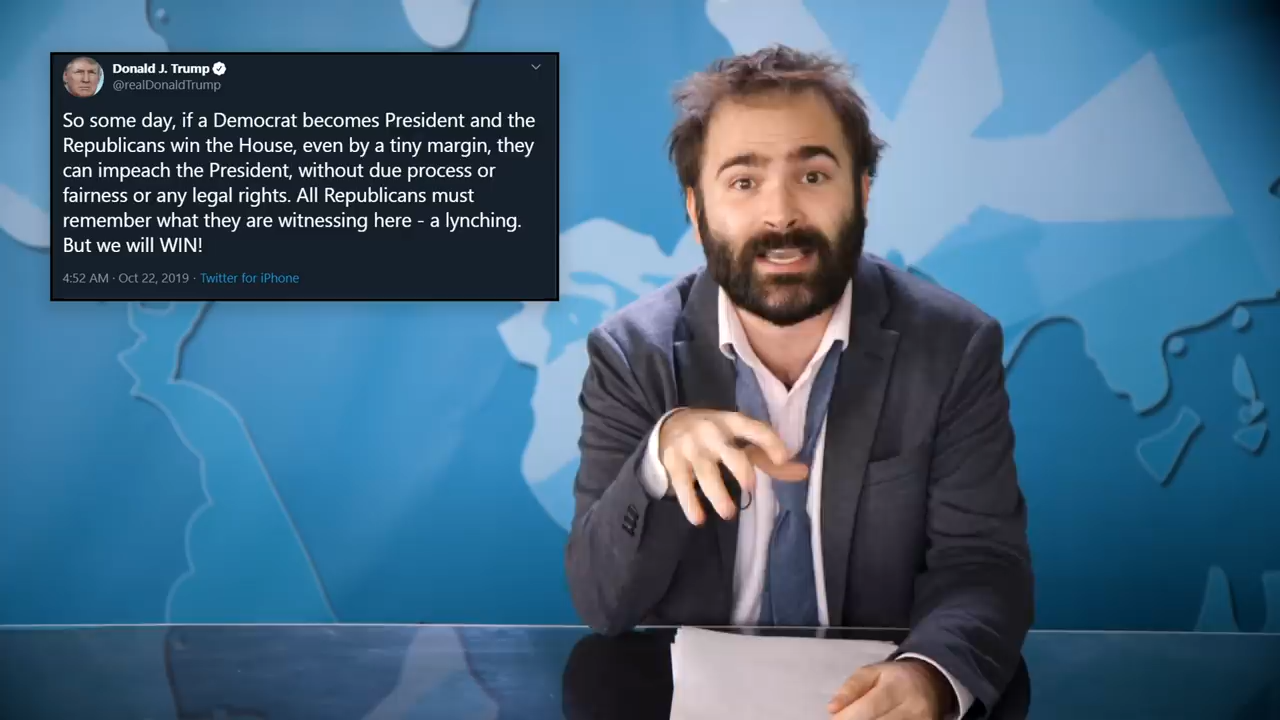 Donald J. Trump
@realDonaldTrump
So some day, if a Democrat becomes President and the
Republicans win the House, even by a tiny margin, they
can impeach the President, without due process or
fairness or any legal rights. All Republicans must
remember what they are witnessing here - a lynching.
But we will WIN!
4:52 AM · Oct 22, 2019 · Twitter for iPhone